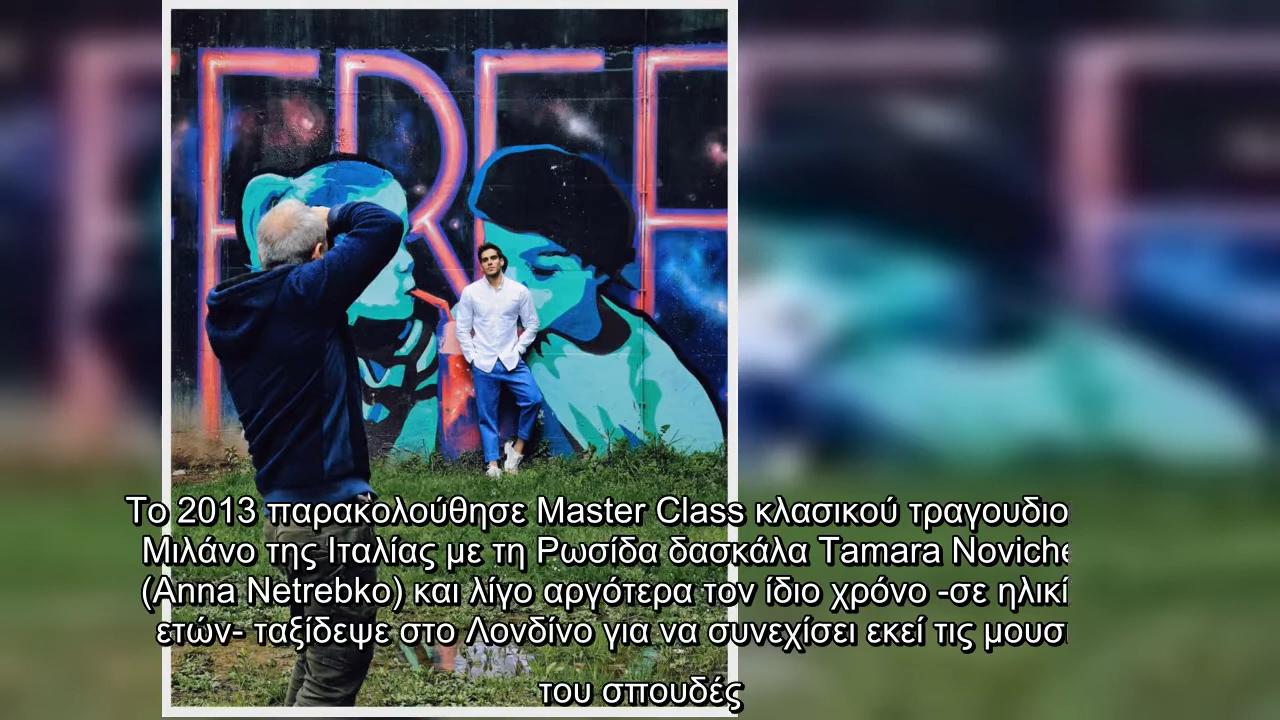 FREE
Το 2013 παρακολούθησε Master Class κλασικού
Μιλάνο της Ιταλίας με τη Ρωσίδα δασκάλα Tamara
(Anna Netrebko) και λίγο αργότερα τον ίδιο χρόνο -σε
ετών- ταξίδεψε στο Λονδίνο για να συνεχίσει εκεί τις
του σπουδές